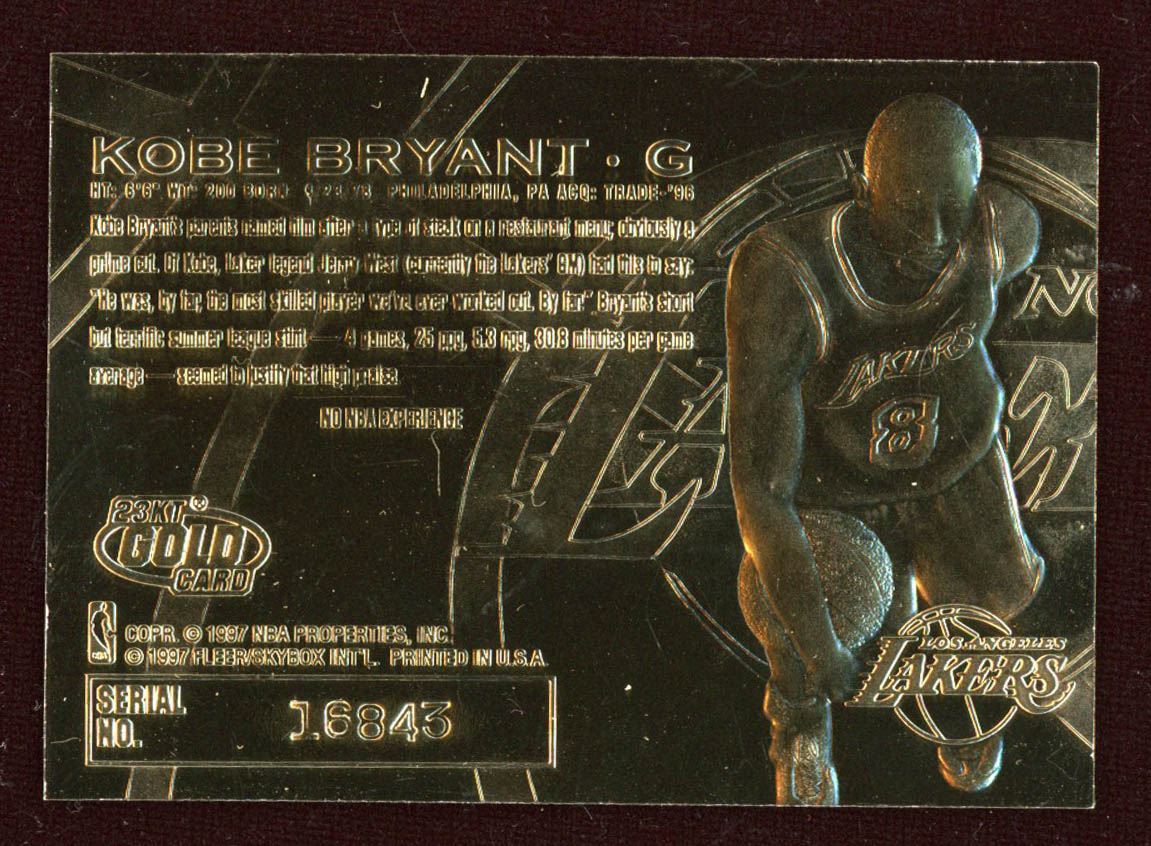 KOBE BRYANT · G
HT: 6'6" WT: 200 BORN: PHILADELPHIA, PA ACQ: TRADE-'96
Kobe Bryant's parents named him after a type of steak on a restaurant menu; obviously a
prime cut. Of Kobe, Laker legend Jerry West (currently the Lakers' GM) had this to say:
"He was, by far, the most skilled player we've ever worked out. By far." Bryant's short
but terrific summer league stint — 4 games, 25 ppg, 5.3 rpg, 30.8 minutes per game
average — seemed to justify that high praise.
NO NBA EXPERIENCE
LAKERS
8
23KT®
GOLD
CARD
NBA
COPR. © 1997 NBA PROPERTIES, INC.
© 1997 FLEER/SKYBOX INT'L. PRINTED IN U.S.A.
SERIAL
NO.
16843
LOS ANGELES
LAKERS